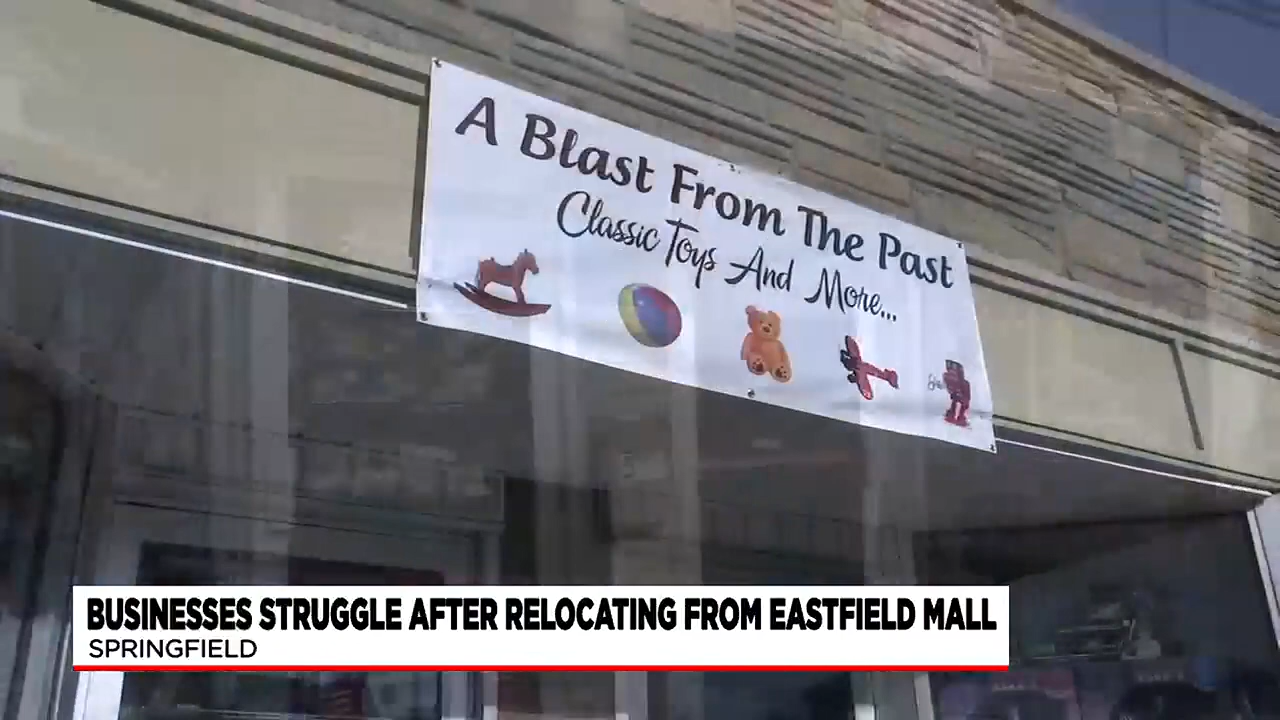 A Blast From The Past
Classic Toys And More...
BUSINESSES STRUGGLE AFTER RELOCATING FROM EASTFIELD MALL
SPRINGFIELD